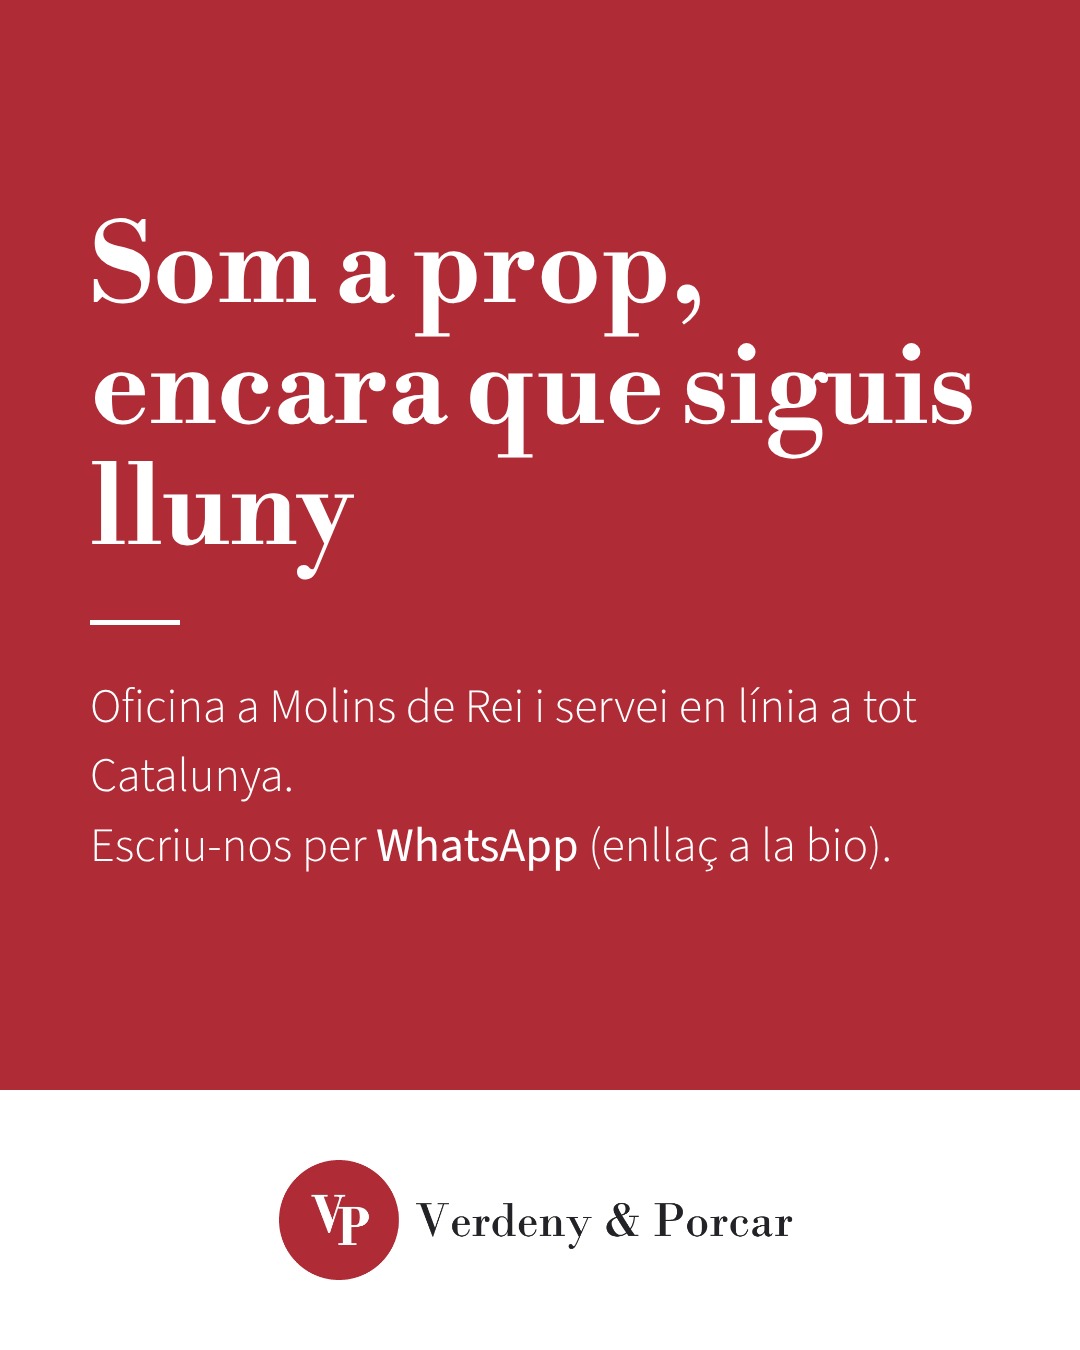 Som a prop,
encara que siguis
lluny
Oficina a Molins de Rei i servei en línia a tot
Catalunya.
Escriu-nos per WhatsApp (enllaç a la bio).
VP
Verdeny & Porcar